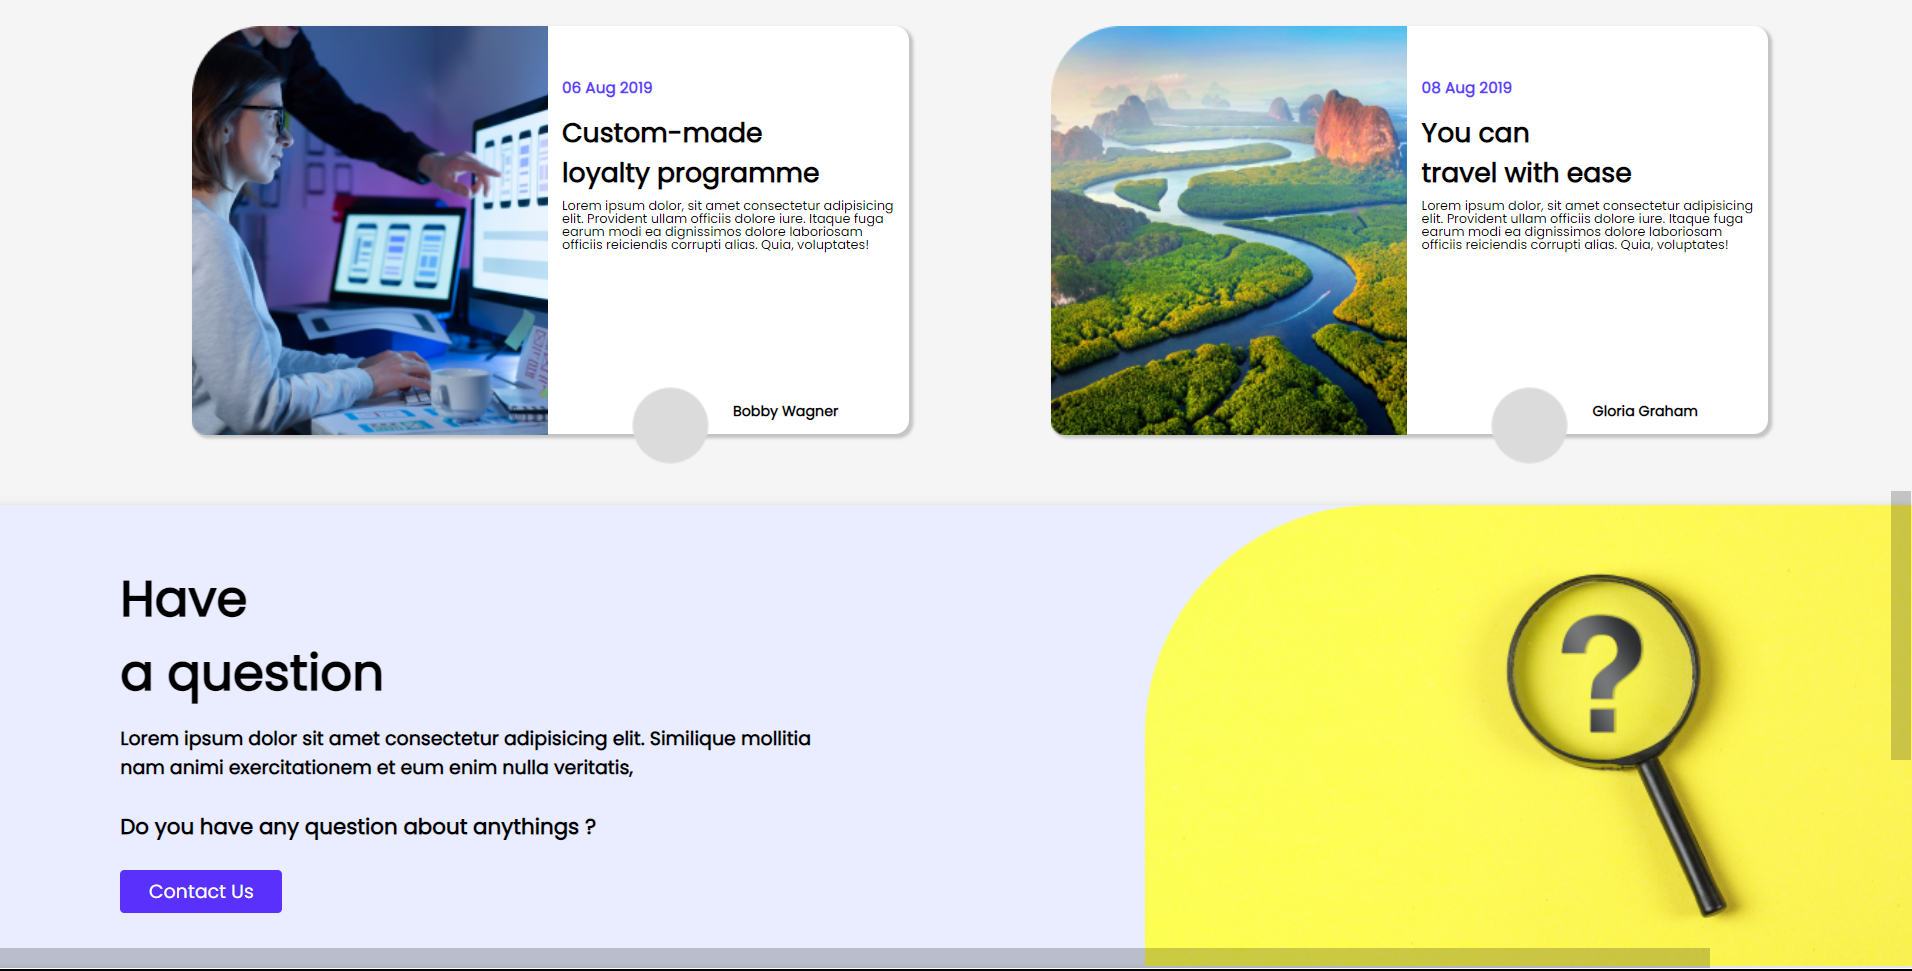 06 Aug 2019
Custom-made
loyalty programme
Lorem ipsum dolor, sit amet consectetur adipisicing
elit. Provident ullam officiis dolore iure. Itaque fuga
earum modi ea dignissimos dolore laboriosam
officiis reiciendis corrupti alias. Quia, voluptates!
Bobby Wagner
08 Aug 2019
You can
travel with ease
Lorem ipsum dolor, sit amet consectetur adipisicing
elit. Provident ullam officiis dolore iure. Itaque fuga
earum modi ea dignissimos dolore laboriosam
officiis reiciendis corrupti alias. Quia, voluptates!
Gloria Graham
Have
a question
Lorem ipsum dolor sit amet consectetur adipisicing elit. Similique mollitia
nam animi exercitationem et eum enim nulla veritatis,
Do you have any question about anythings ?
Contact Us
?